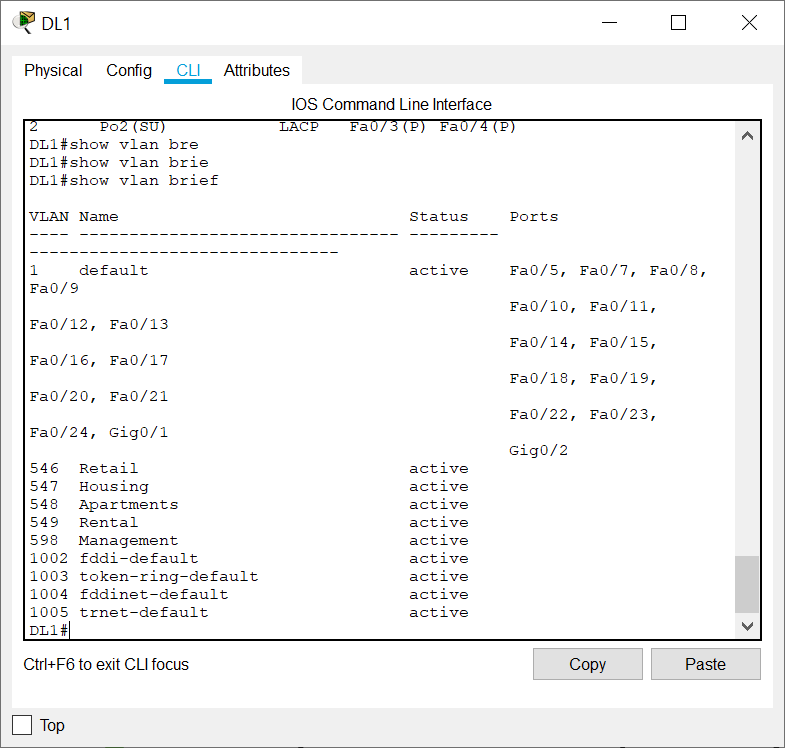 DL1
Physical Config CLI Attributes
IOS Command Line Interface
2 Po2(SU) LACP Fa0/3(P) Fa0/4(P)
DL1#show vlan bre
DL1#show vlan brie
DL1#show vlan brief
VLAN Name Status Ports
---- -------------------------------- ---------
-------------------------------
1 default active Fa0/5, Fa0/7, Fa0/8,
Fa0/9
Fa0/10, Fa0/11,
Fa0/12, Fa0/13
Fa0/14, Fa0/15,
Fa0/16, Fa0/17
Fa0/18, Fa0/19,
Fa0/20, Fa0/21
Fa0/22, Fa0/23,
Fa0/24, Gig0/1
Gig0/2
546 Retail active
547 Housing active
548 Apartments active
549 Rental active
598 Management active
1002 fddi-default active
1003 token-ring-default active
1004 fddinet-default active
1005 trnet-default active
DL1#
Ctrl+F6 to exit CLI focus Copy Paste
Top